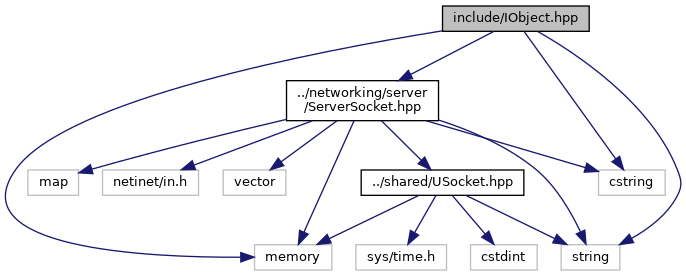 include/IObject.hpp
../networking/server
/ServerSocket.hpp
map
netinet/in.h
vector
../shared/USocket.hpp
cstring
memory
sys/time.h
cstdint
string